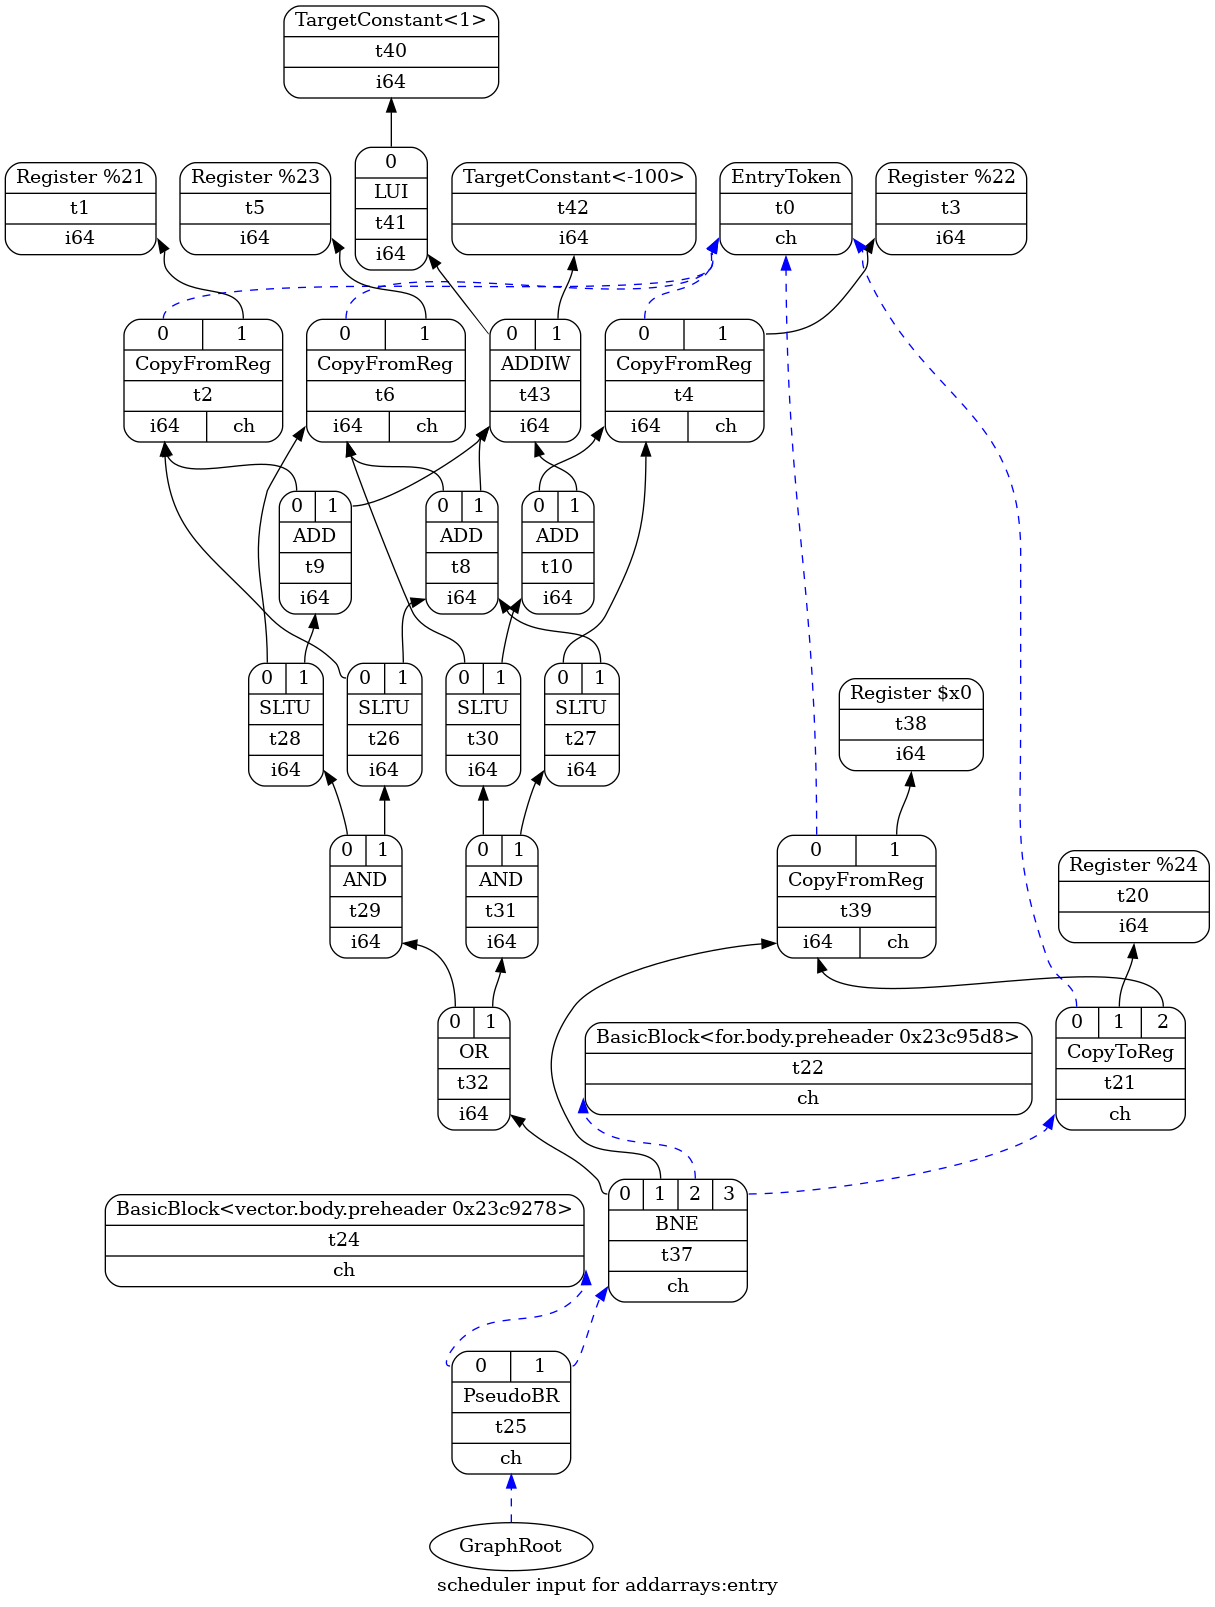 TargetConstant<1>
t40
i64
0
LUI
t41
i64
Register %21
t1
i64
Register %23
t5
i64
TargetConstant<-100>
t42
i64
EntryToken
t0
ch
Register %22
t3
i64
0 1
CopyFromReg
t2
i64 ch
0 1
CopyFromReg
t6
i64 ch
0 1
ADDIW
t43
i64
0 1
CopyFromReg
t4
i64 ch
0 1
ADD
t9
i64
0 1
ADD
t8
i64
0 1
ADD
t10
i64
0 1
SLTU
t28
i64
0 1
SLTU
t26
i64
0 1
SLTU
t30
i64
0 1
SLTU
t27
i64
Register $x0
t38
i64
0 1
AND
t29
i64
0 1
AND
t31
i64
0 1
CopyFromReg
t39
i64 ch
Register %24
t20
i64
0 1
OR
t32
i64
BasicBlock<for.body.preheader 0x23c95d8>
t22
ch
0 1 2
CopyToReg
t21
ch
BasicBlock<vector.body.preheader 0x23c9278>
t24
ch
0 1 2 3
BNE
t37
ch
0 1
PseudoBR
t25
ch
GraphRoot
scheduler input for addarrays:entry